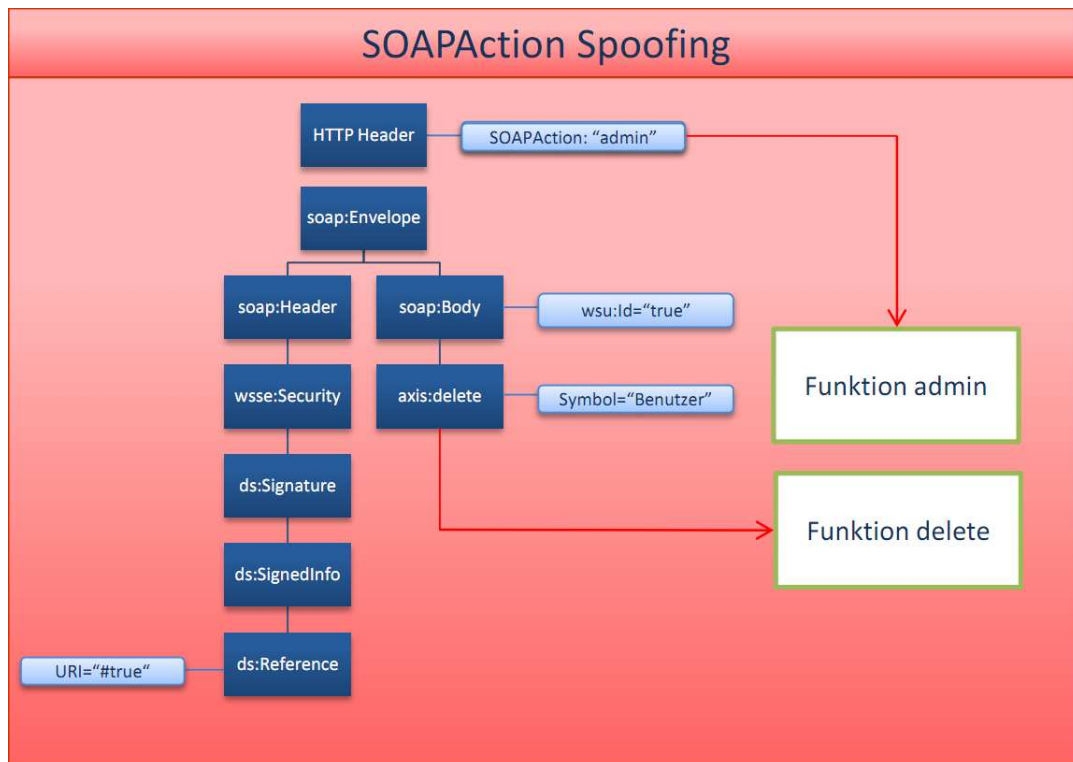 SOAPAction Spoofing
HTTP Header
SOAPAction: “admin”
soap:Envelope
soap:Header
soap:Body
wsu:Id=“true”
wsse:Security
axis:delete
Symbol=“Benutzer”
Funktion admin
ds:Signature
Funktion delete
ds:SignedInfo
ds:Reference
URI=“#true“